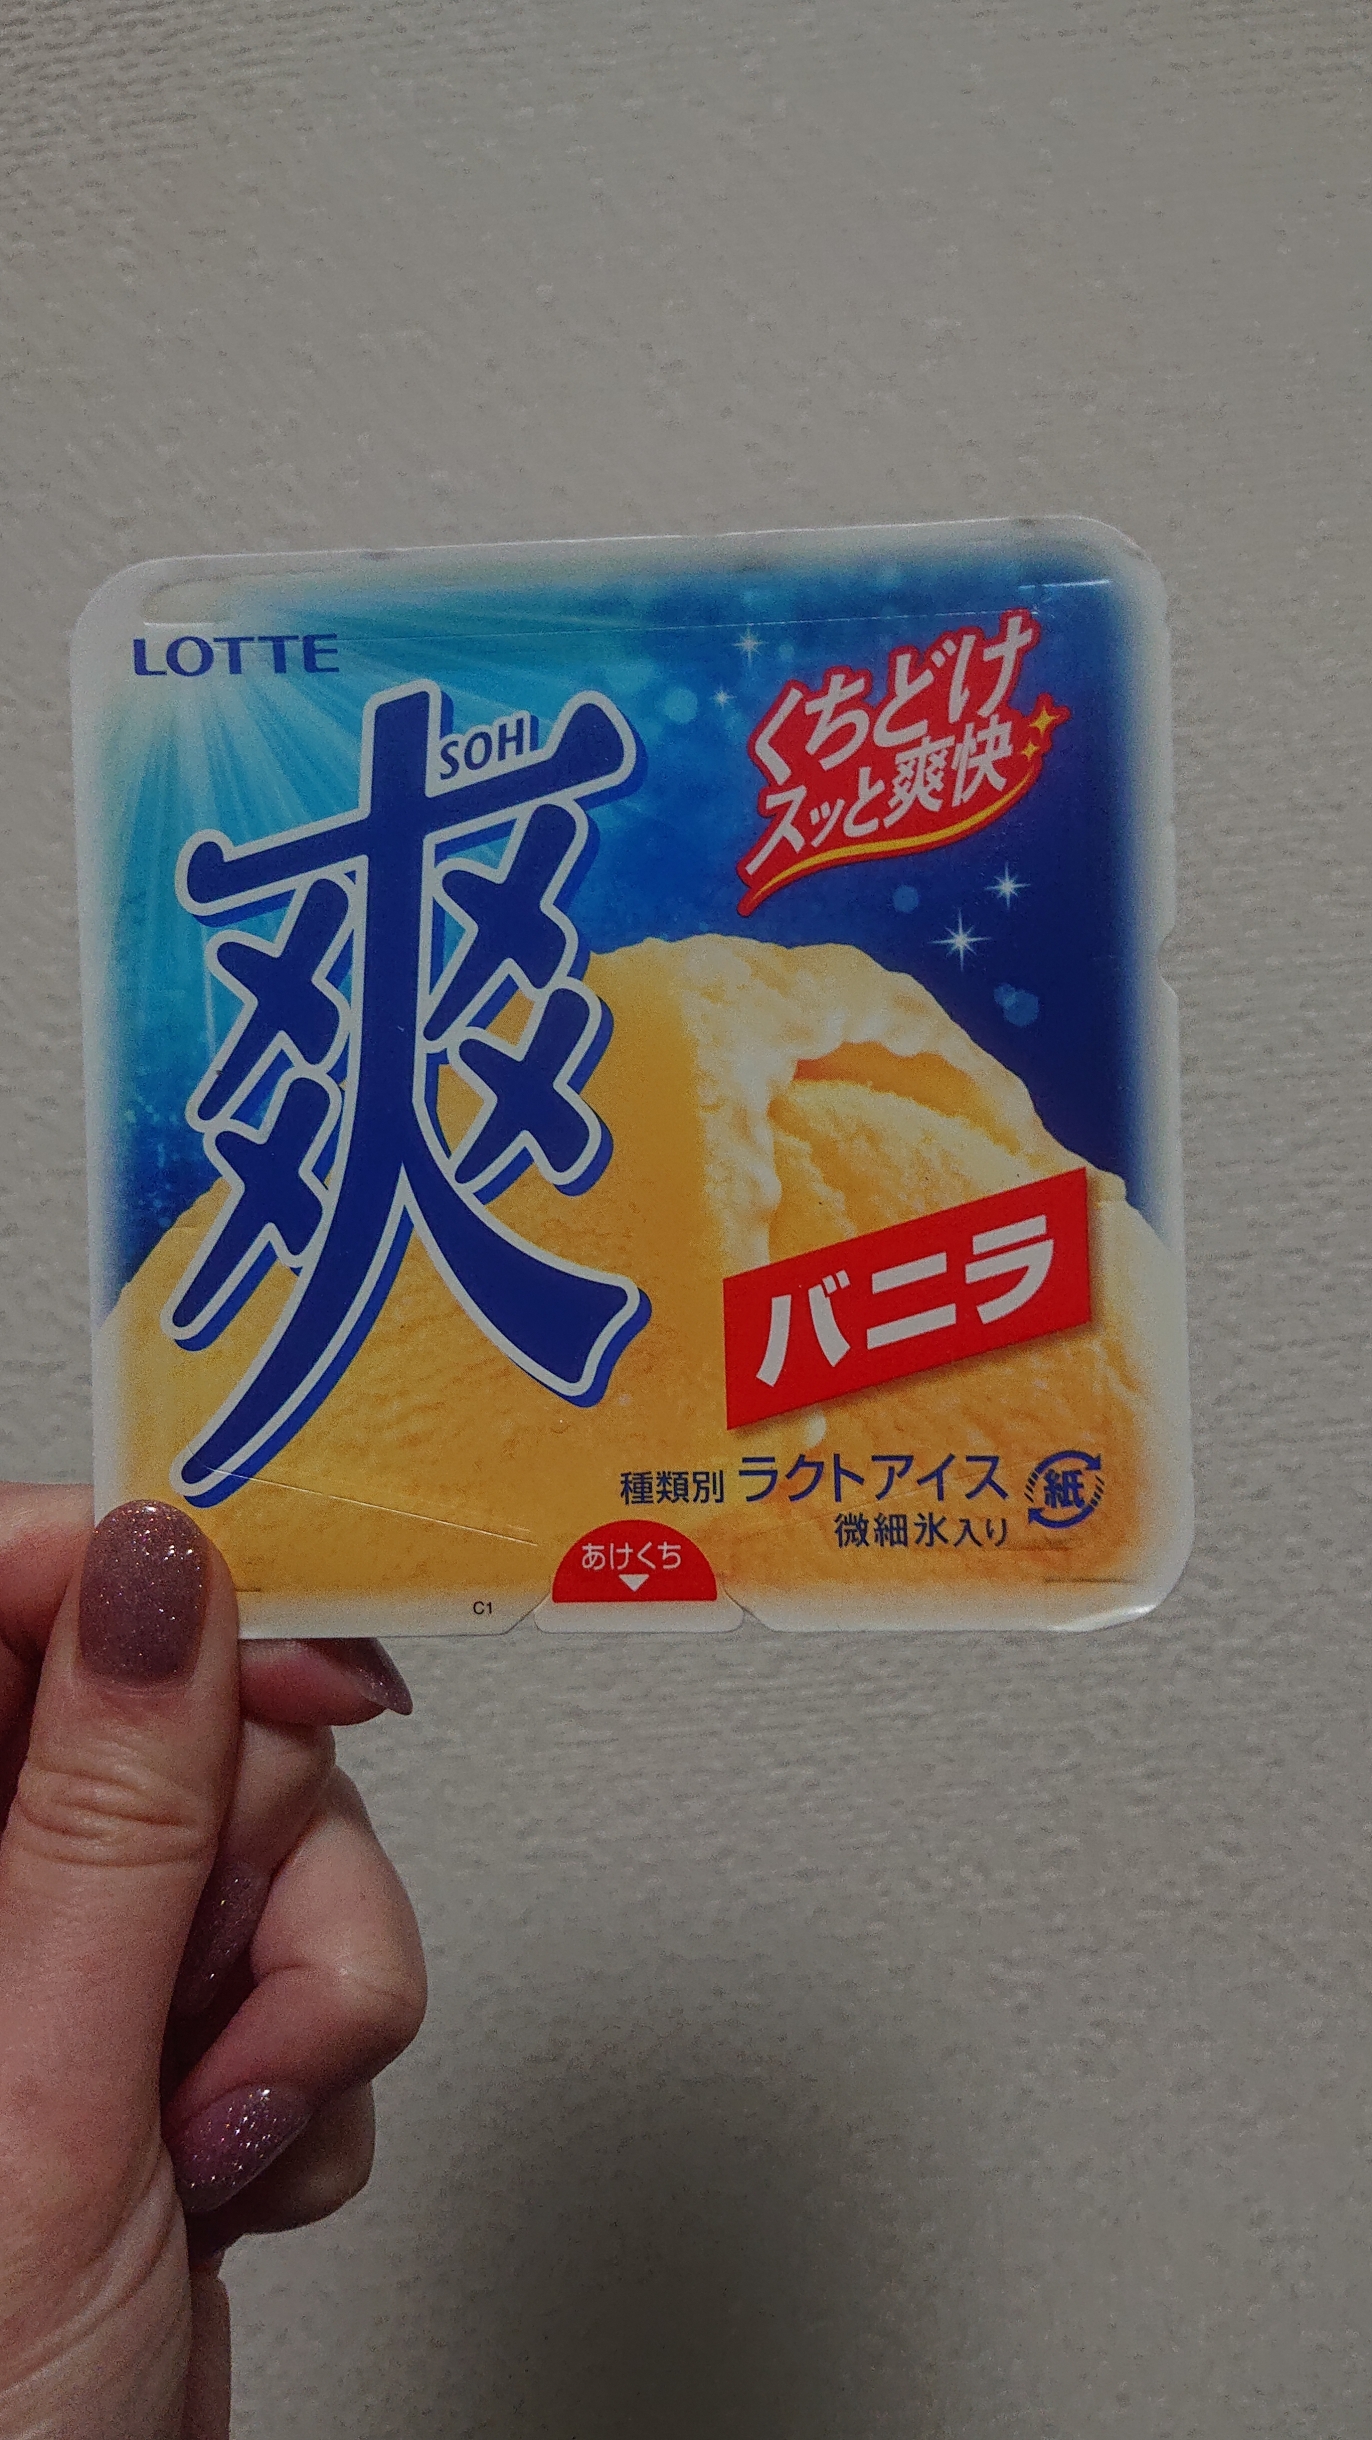 LOTTE
SOHI
爽
くちどけ
スッと爽快
バニラ
種類別 ラクトアイス
微細氷入り
紙
あけくち
C1